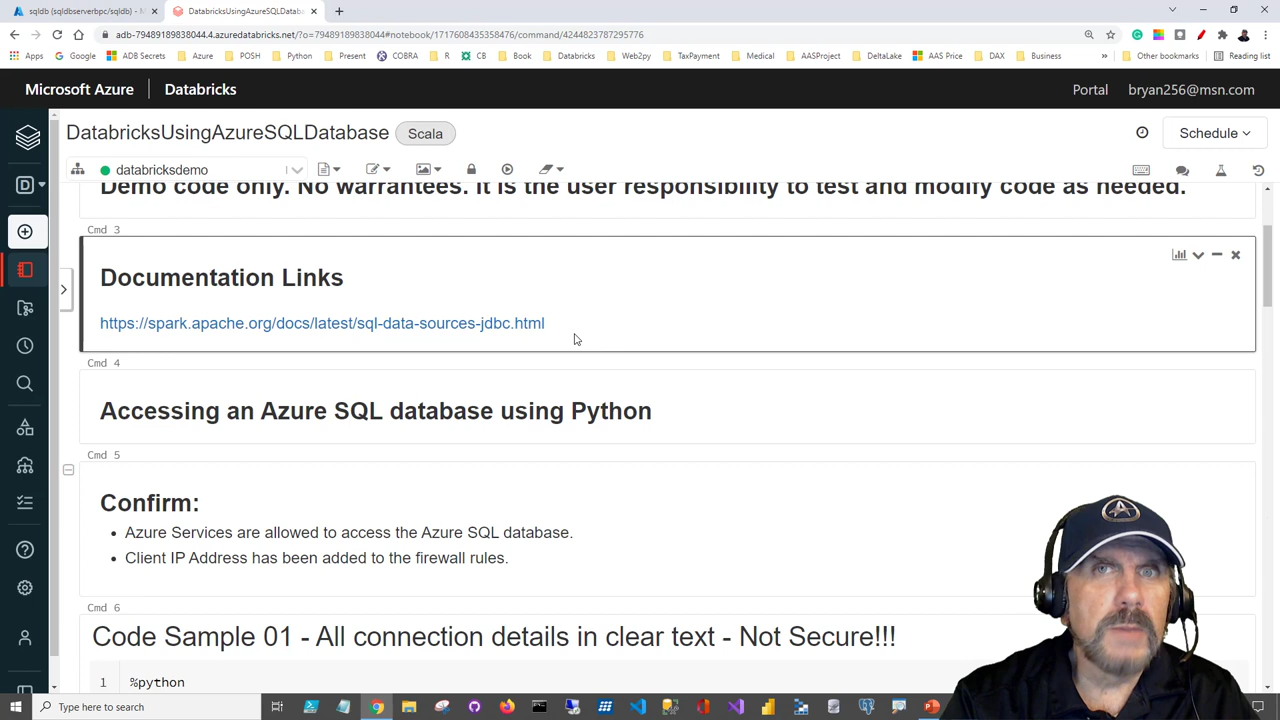 sqldb (sqldbserverbpc/sqldb) - M
DatabricksUsingAzureSQLDatab
adb-79489189838044.4.azuredatabricks.net/?o=79489189838044#notebook/1717608435358476/command/4244823787295776
Apps Google ADB Secrets Azure POSH Python Present COBRA R CB Book Databricks Web2py TaxPayment Medical AASProject DeltaLake AAS Price DAX Business » Other bookmarks Reading list
Microsoft Azure Databricks Portal bryan256@msn.com
DatabricksUsingAzureSQLDatabase Scala Schedule
databricksdemo
Demo code only. No warrantees. It is the user responsibility to test and modify code as needed.
Cmd 3
Documentation Links
https://spark.apache.org/docs/latest/sql-data-sources-jdbc.html
Cmd 4
Accessing an Azure SQL database using Python
Cmd 5
Confirm:
• Azure Services are allowed to access the Azure SQL database.
• Client IP Address has been added to the firewall rules.
Cmd 6
Code Sample 01 - All connection details in clear text - Not Secure!!!
1 %python
Type here to search